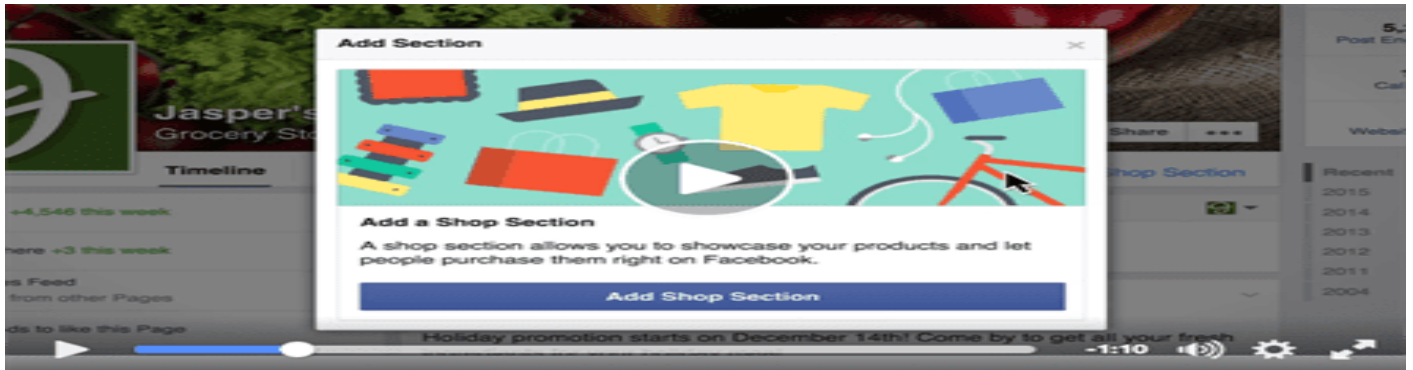 Add Section
×
5,
Post En
Jasper's
Grocery Sto
Cal
Share
Websit
Timeline
Shop Section
Recent
2015
+4,546 this week
2014
Add a Shop Section
2013
A shop section allows you to showcase your products and let
here +3 this week
2012
people purchase them right on Facebook.
2011
s Feed
from other Pages
Add Shop Section
2004
ds to like this Page
Holiday promotion starts on December 14th! Come by to get all your fresh
-1:10